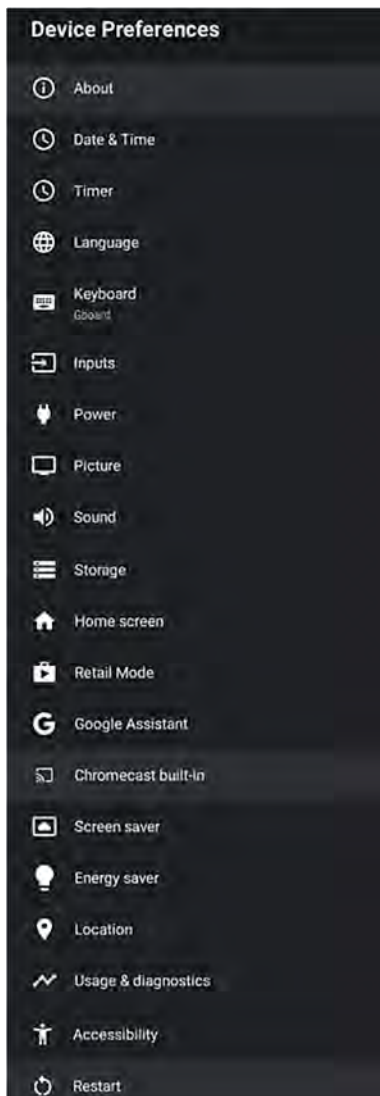 Device Preferences
About
Date & Time
Timer
Language
Keyboard
Gboard
Inputs
Power
Picture
Sound
Storage
Home screen
Retail Mode
Google Assistant
Chromecast built-in
Screen saver
Energy saver
Location
Usage & diagnostics
Accessibility
Restart